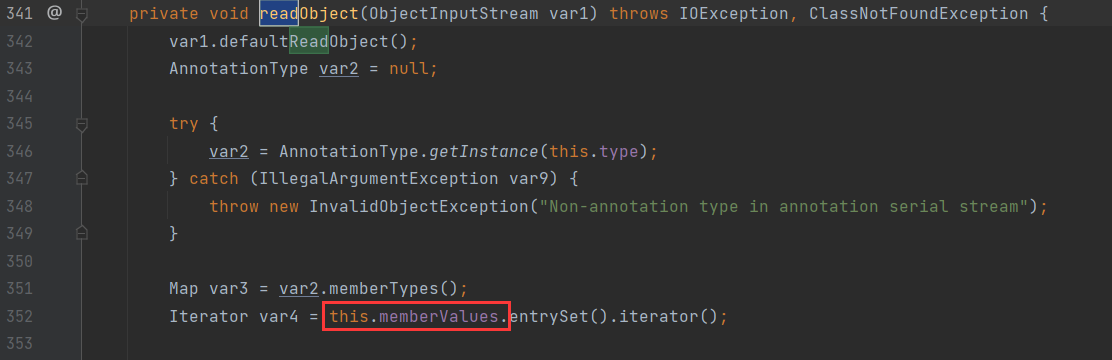 341 @ private void readObject(ObjectInputStream var1) throws IOException, ClassNotFoundException {
342 var1.defaultReadObject();
343 AnnotationType var2 = null;
344
345 try {
346 var2 = AnnotationType.getInstance(this.type);
347 } catch (IllegalArgumentException var9) {
348 throw new InvalidObjectException("Non-annotation type in annotation serial stream");
349 }
350
351 Map var3 = var2.memberTypes();
352 Iterator var4 = this.memberValues.entrySet().iterator();
353